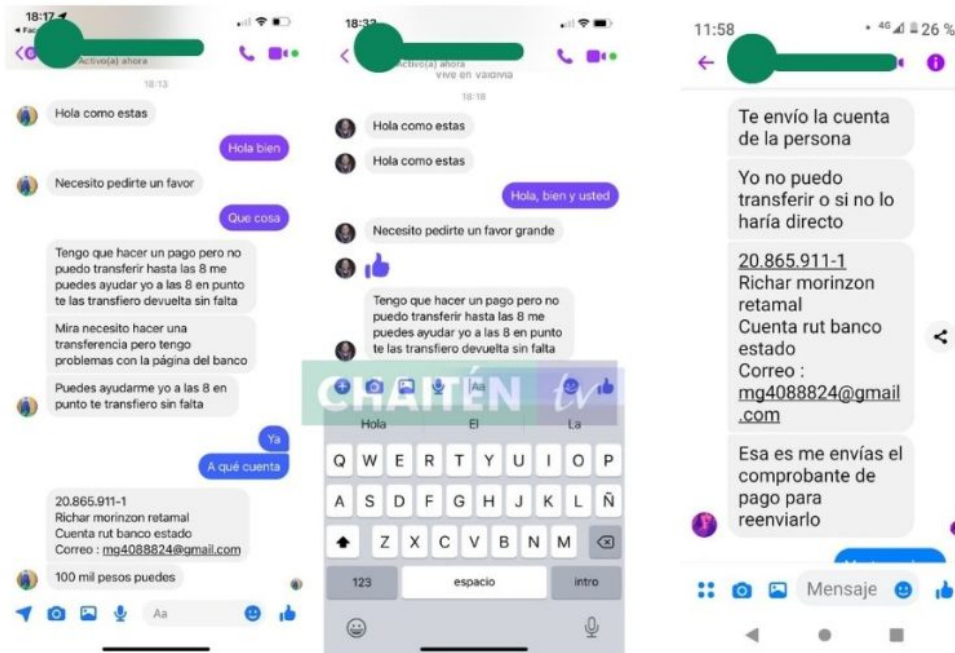 18:17
Activo(a) ahora
18:13
Hola como estas
Hola bien
Necesito pedirte un favor
Que cosa
Tengo que hacer un pago pero no
puedo transferir hasta las 8 me
puedes ayudar yo a las 8 en punto
te las transfiero devuelta sin falta
Mira necesito hacer una
transferencia pero tengo
problemas con la página del banco
Puedes ayudarme yo a las 8 en
punto te transfiero sin falta
Ya
A qué cuenta
20.865.911-1
Richar morinzon retamal
Cuenta rut banco estado
Correo : mg4088824@gmail.com
100 mil pesos puedes
Aa
Activo(a) ahora
vive en Valdivia
18:18
Hola como estas
Hola como estas
Hola, bien y usted
Necesito pedirte un favor grande
Tengo que hacer un pago pero no
puedo transferir hasta las 8 me
puedes ayudar yo a las 8 en punto
te las transfiero devuelta sin falta
Aa
CHAITÉN tv
Hola El La
Q W E R T Y U I O P
A S D F G H J K L Ñ
Z X C V B N M
123 espacio intro
11:58
4G 26 %
Te envío la cuenta
de la persona
Yo no puedo
transferir o si no lo
haría directo
20.865.911-1
Richar morinzon
retamal
Cuenta rut banco
estado
Correo :
mg4088824@gmail
.com
Esa es me envías el
comprobante de
pago para
reenviarlo
Mensaje